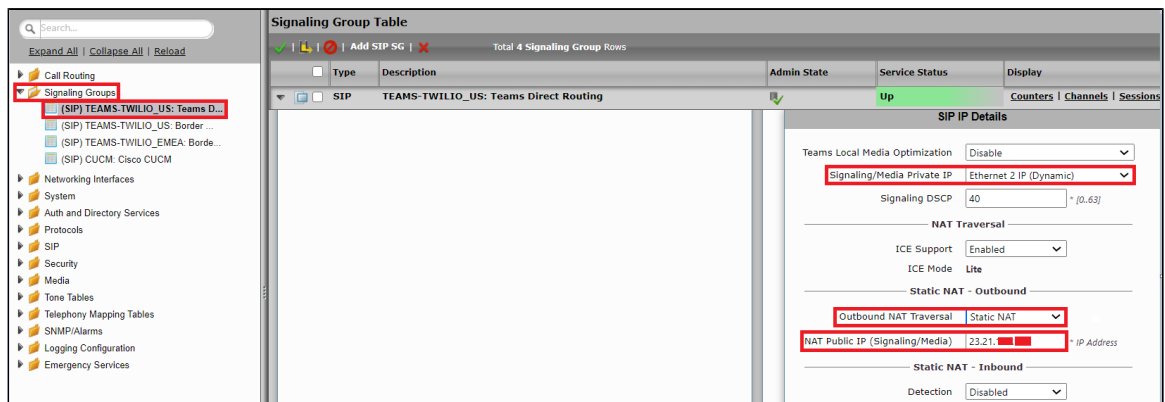 Search...
Expand All | Collapse All | Reload
Call Routing
Signaling Groups
(SIP) TEAMS-TWILIO_US: Teams D...
(SIP) TEAMS-TWILIO_US: Border ...
(SIP) TEAMS-TWILIO_EMEA: Borde...
(SIP) CUCM: Cisco CUCM
Networking Interfaces
System
Auth and Directory Services
Protocols
SIP
Security
Media
Tone Tables
Telephony Mapping Tables
SNMP/Alarms
Logging Configuration
Emergency Services
Signaling Group Table
| Add SIP SG | Total 4 Signaling Group Rows
Type Description Admin State Service Status Display
SIP TEAMS-TWILIO_US: Teams Direct Routing Up Counters | Channels | Sessions
SIP IP Details
Teams Local Media Optimization Disable
Signaling/Media Private IP Ethernet 2 IP (Dynamic)
Signaling DSCP 40 * [0..63]
NAT Traversal
ICE Support Enabled
ICE Mode Lite
Static NAT - Outbound
Outbound NAT Traversal Static NAT
NAT Public IP (Signaling/Media) 23.21. * IP Address
Static NAT - Inbound
Detection Disabled